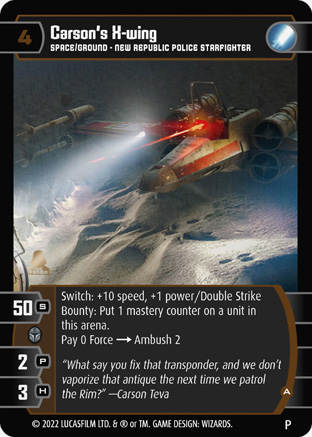 4
Carson's X-wing
SPACE/GROUND - NEW REPUBLIC POLICE STARFIGHTER
50 S
2 P
3 H
Switch: +10 speed, +1 power/Double Strike
Bounty: Put 1 mastery counter on a unit in
this arena.
Pay 0 Force → Ambush 2
“What say you fix that transponder, and we don't
vaporize that antique the next time we patrol
the Rim?” —Carson Teva
A
© 2022 LUCASFILM LTD. & ® or TM. GAME DESIGN: WIZARDS.
P